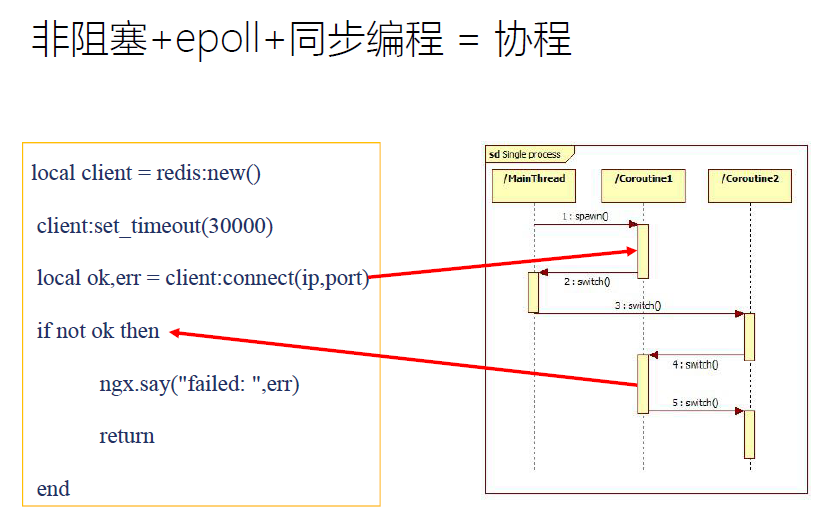 非阻塞+epoll+同步编程 = 协程
local client = redis:new()
client:set_timeout(30000)
local ok,err = client:connect(ip,port)
if not ok then
ngx.say("failed: ",err)
return
end
sd Single process
/MainThread
/Coroutine1
/Coroutine2
1 : spawn()
2 : switch()
3 : switch()
4 : switch()
5 : switch()